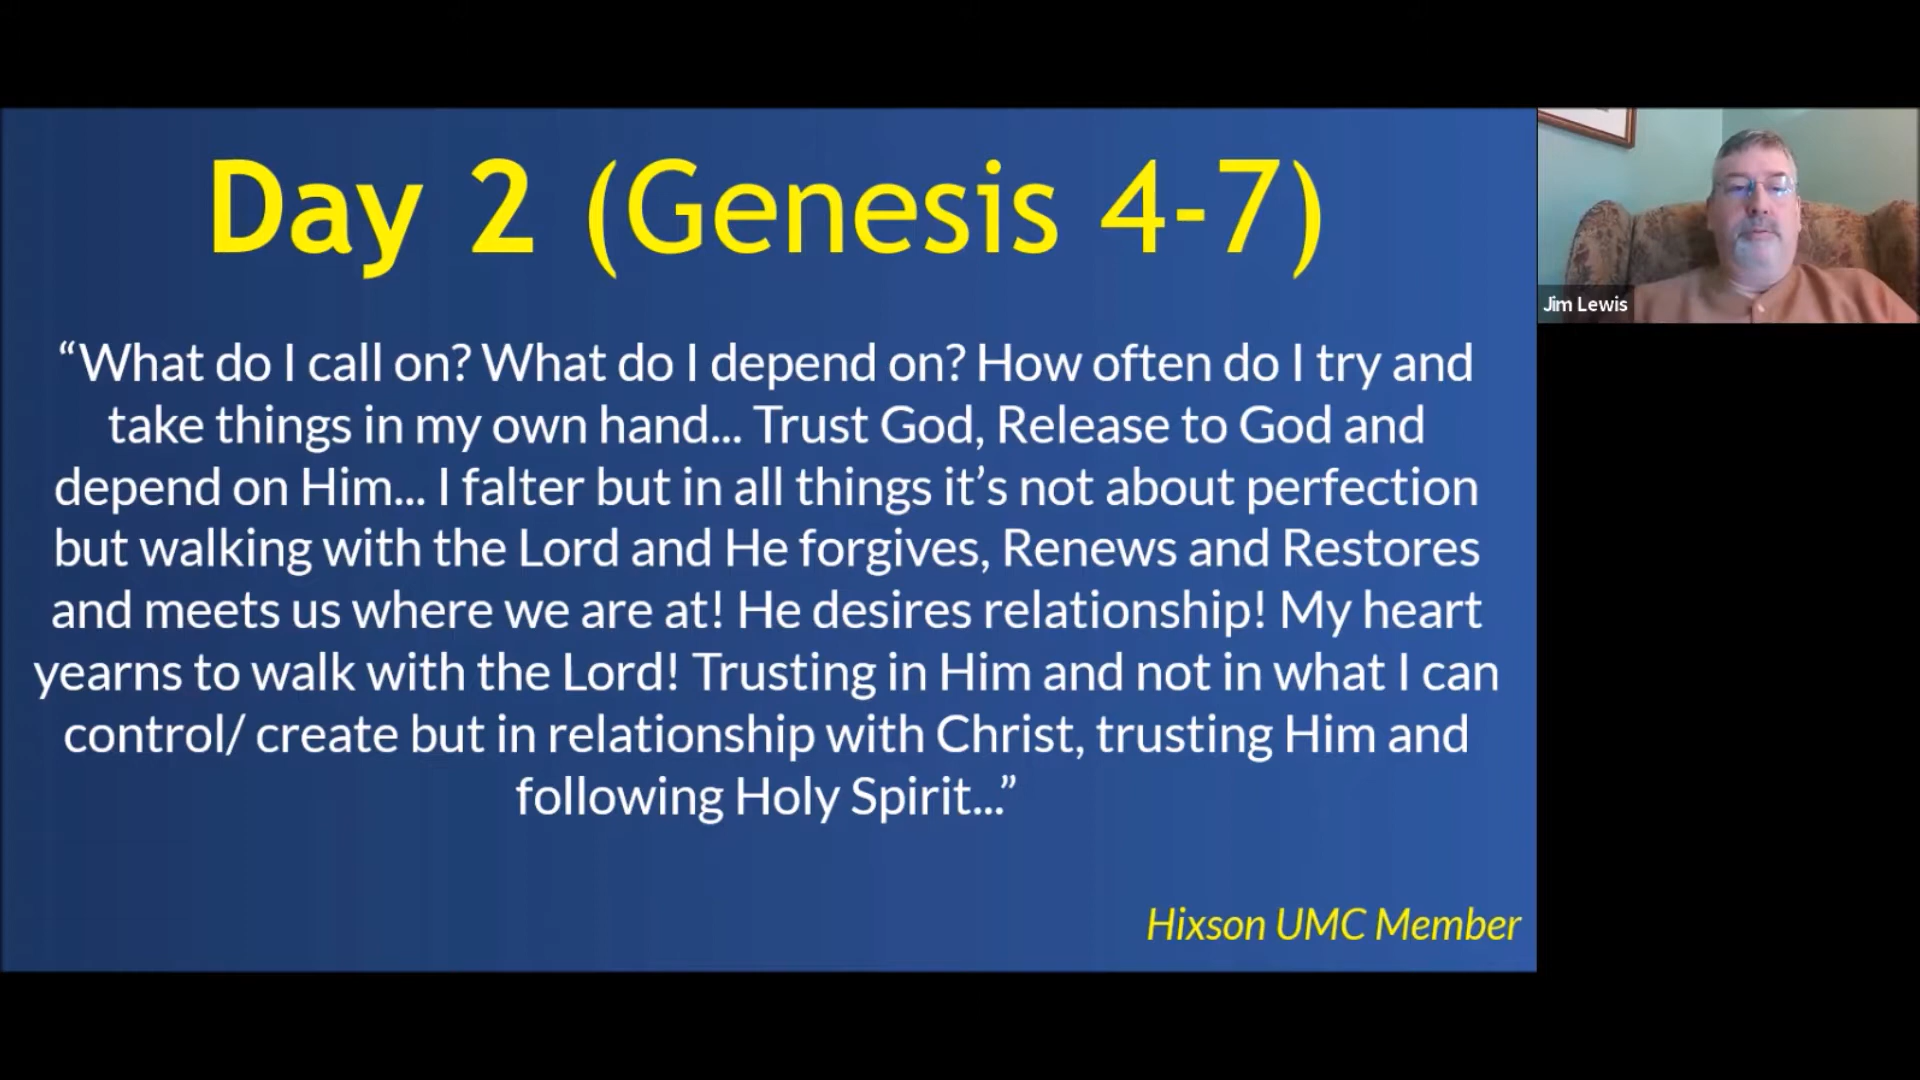 Day 2 (Genesis 4-7)
“What do I call on? What do I depend on? How often do I try and
take things in my own hand... Trust God, Release to God and
depend on Him... I falter but in all things it’s not about perfection
but walking with the Lord and He forgives, Renews and Restores
and meets us where we are at! He desires relationship! My heart
yearns to walk with the Lord! Trusting in Him and not in what I can
control/ create but in relationship with Christ, trusting Him and
following Holy Spirit...”
Hixson UMC Member
Jim Lewis